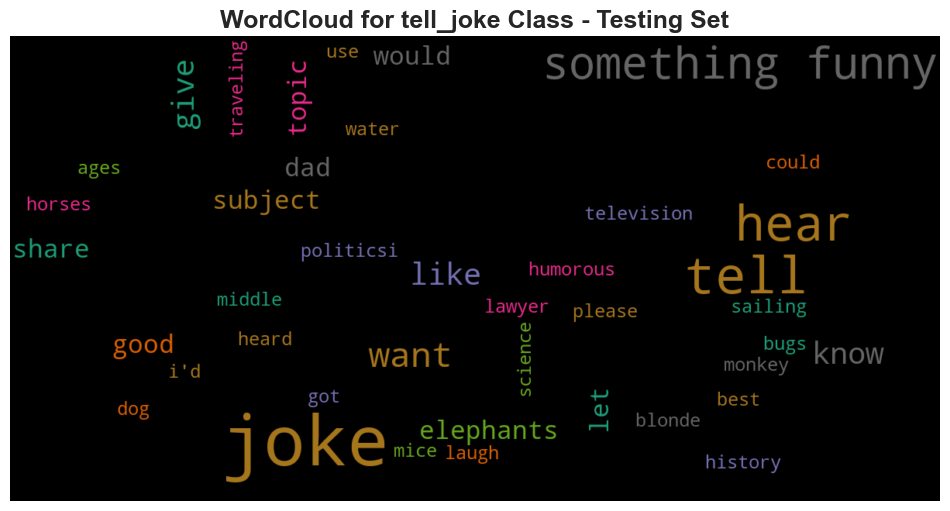 WordCloud for tell_joke Class - Testing Set
use
would
something funny
give
traveling
topic
water
ages
dad
could
horses
subject
television
hear
share
politicsi
like
humorous
tell
middle
lawyer
please
sailing
good
heard
want
science
bugs
know
i'd
monkey
dog
got
let
best
joke
elephants
blonde
mice
laugh
history